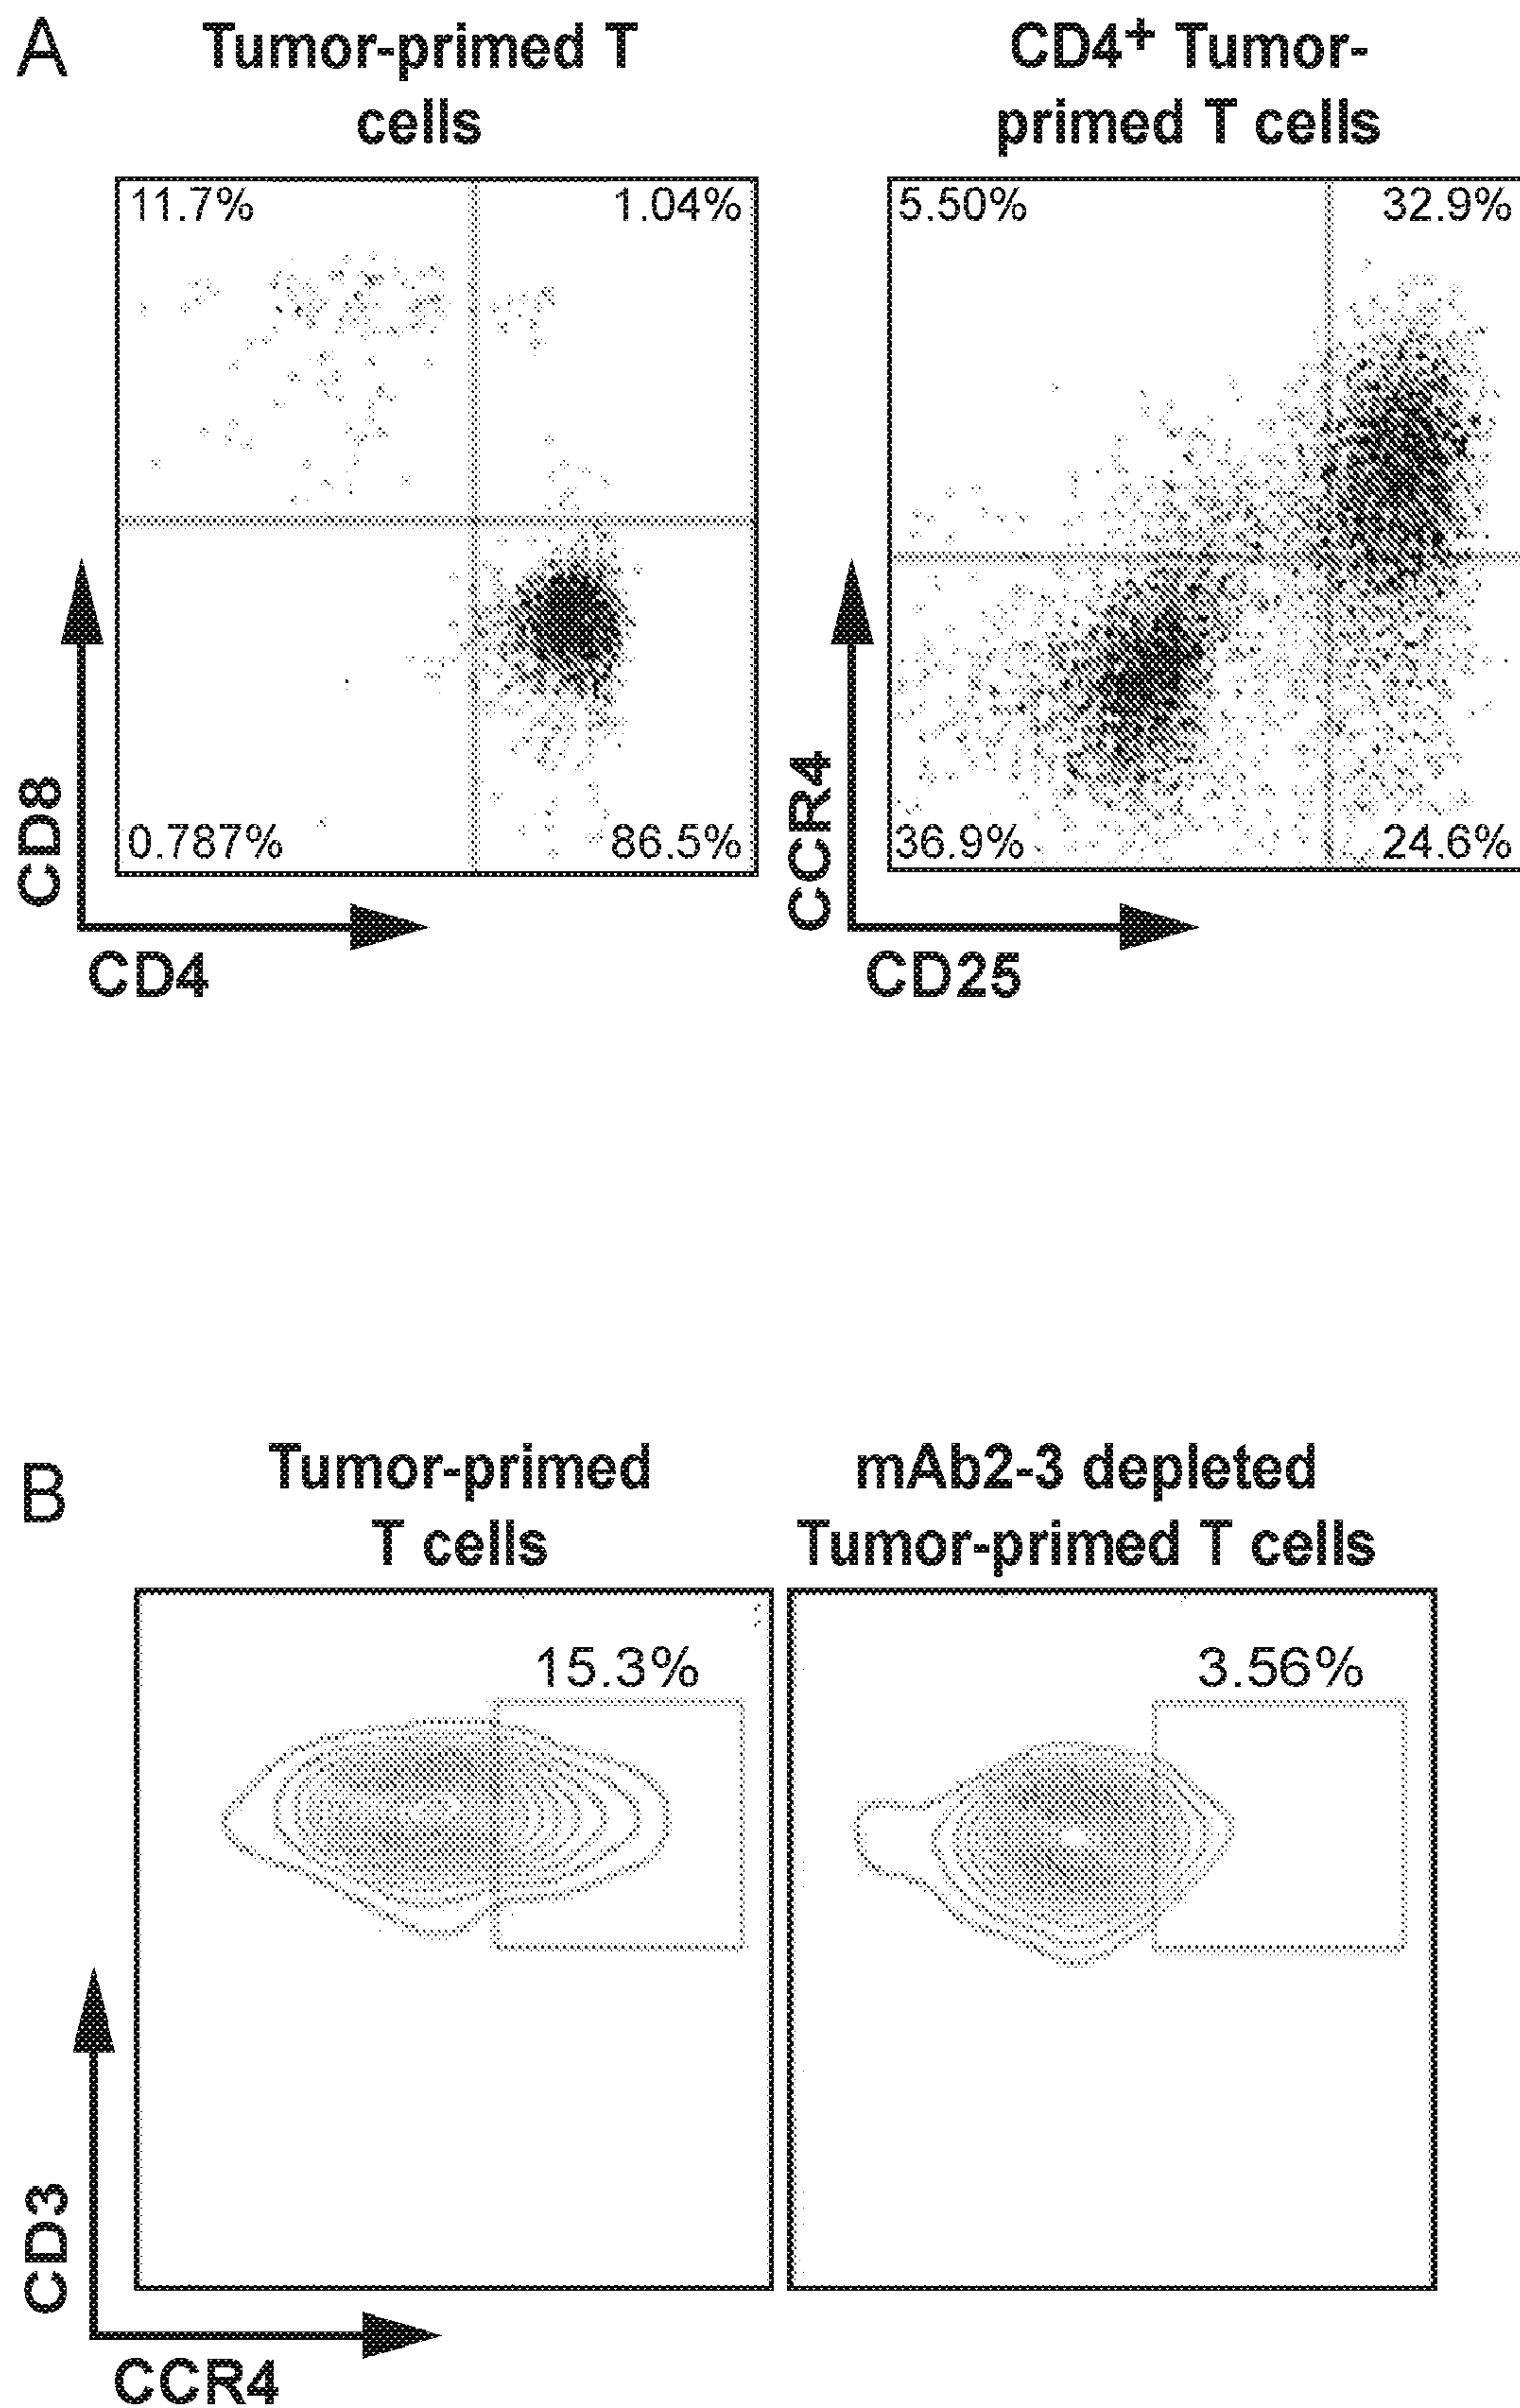 A
Tumor-primed T
cells
CD4+ Tumor-
primed T cells
11.7%
1.04%
0.787%
86.5%
CD8
CD4
5.50%
32.9%
36.9%
24.6%
CCR4
CD25
B
Tumor-primed
T cells
mAb2-3 depleted
Tumor-primed T cells
15.3%
3.56%
CD3
CCR4